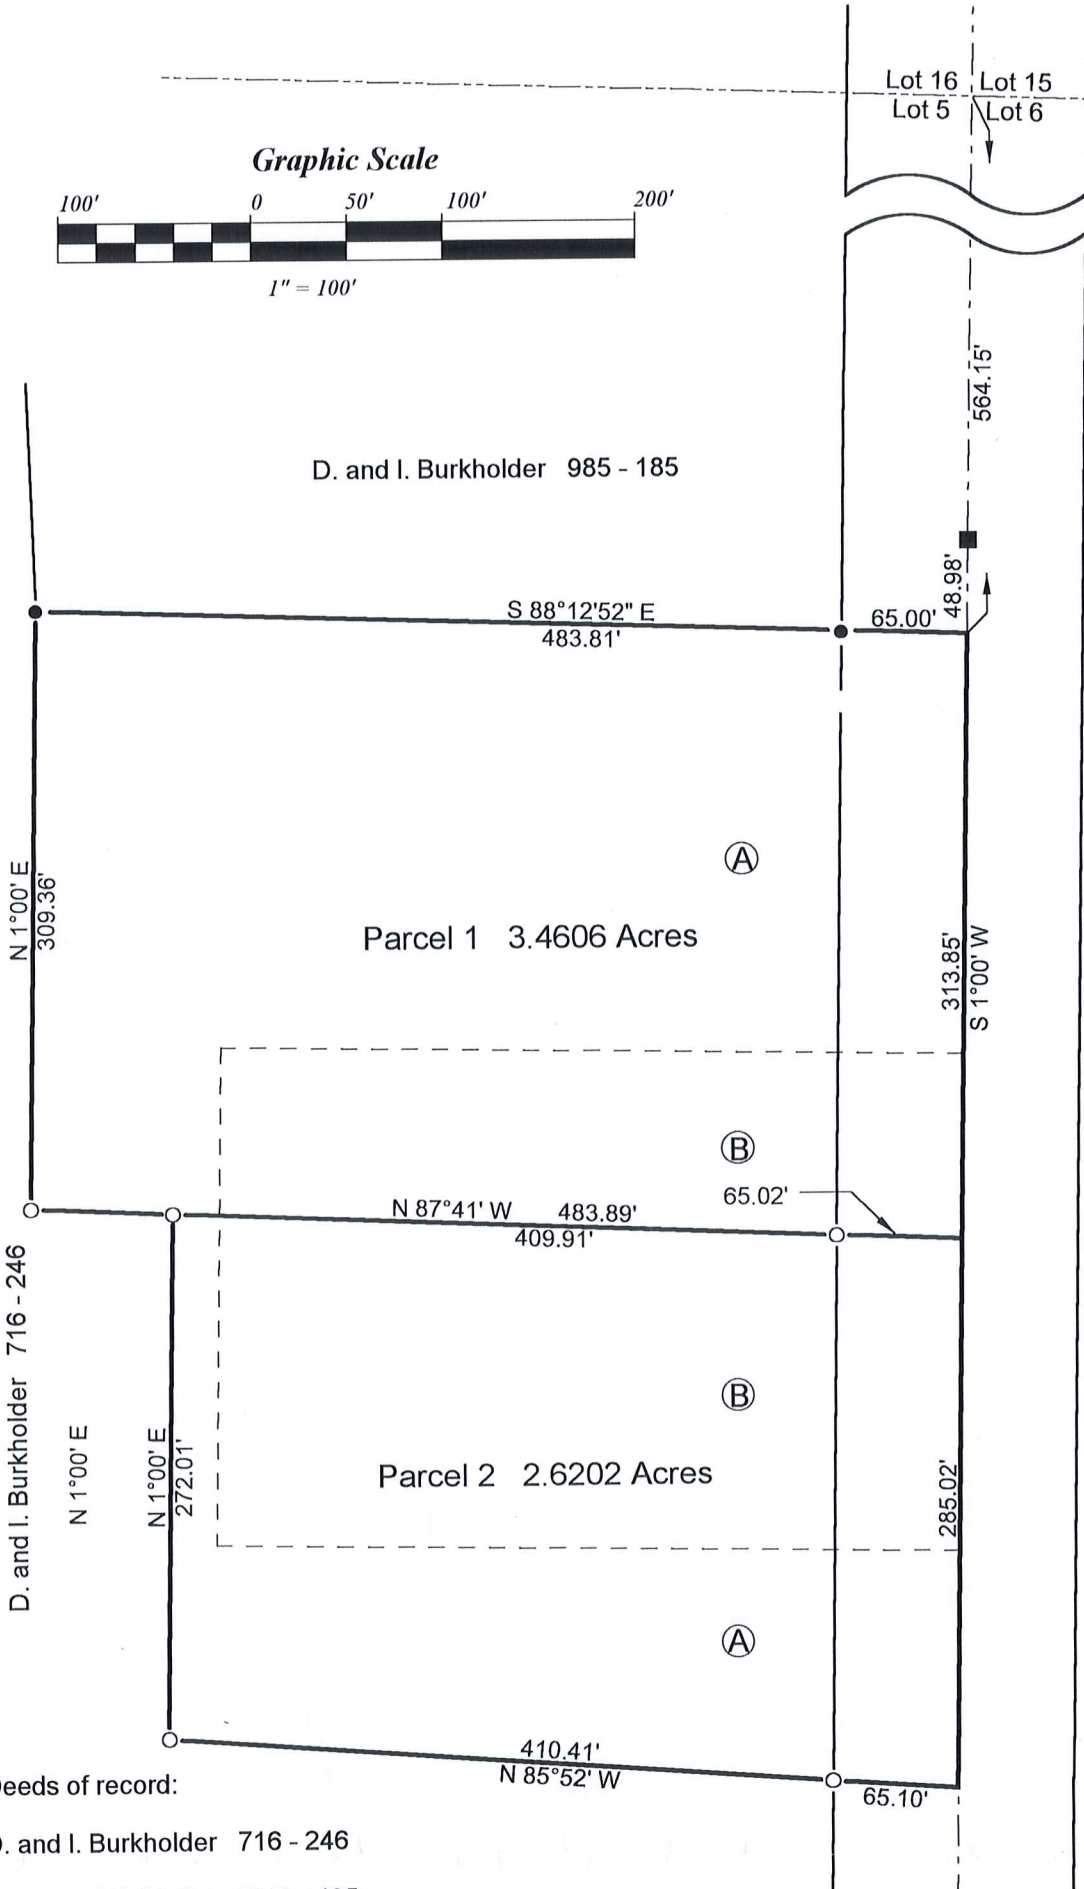 Lot 16 Lot 15
Lot 5 Lot 6
Graphic Scale
100' 0 50' 100' 200'
1" = 100'
564.15'
D. and I. Burkholder 985 - 185
48.98'
S 88°12'52" E
483.81'
65.00'
N 1°00' E
309.36'
A
Parcel 1 3.4606 Acres
313.85'
S 1°00' W
B
65.02'
N 87°41' W 483.89'
409.91'
D. and I. Burkholder 716 - 246
N 1°00' E
N 1°00' E
272.01'
B
Parcel 2 2.6202 Acres
285.02'
A
410.41'
N 85°52' W
65.10'
eeds of record:
. and I. Burkholder 716 - 246